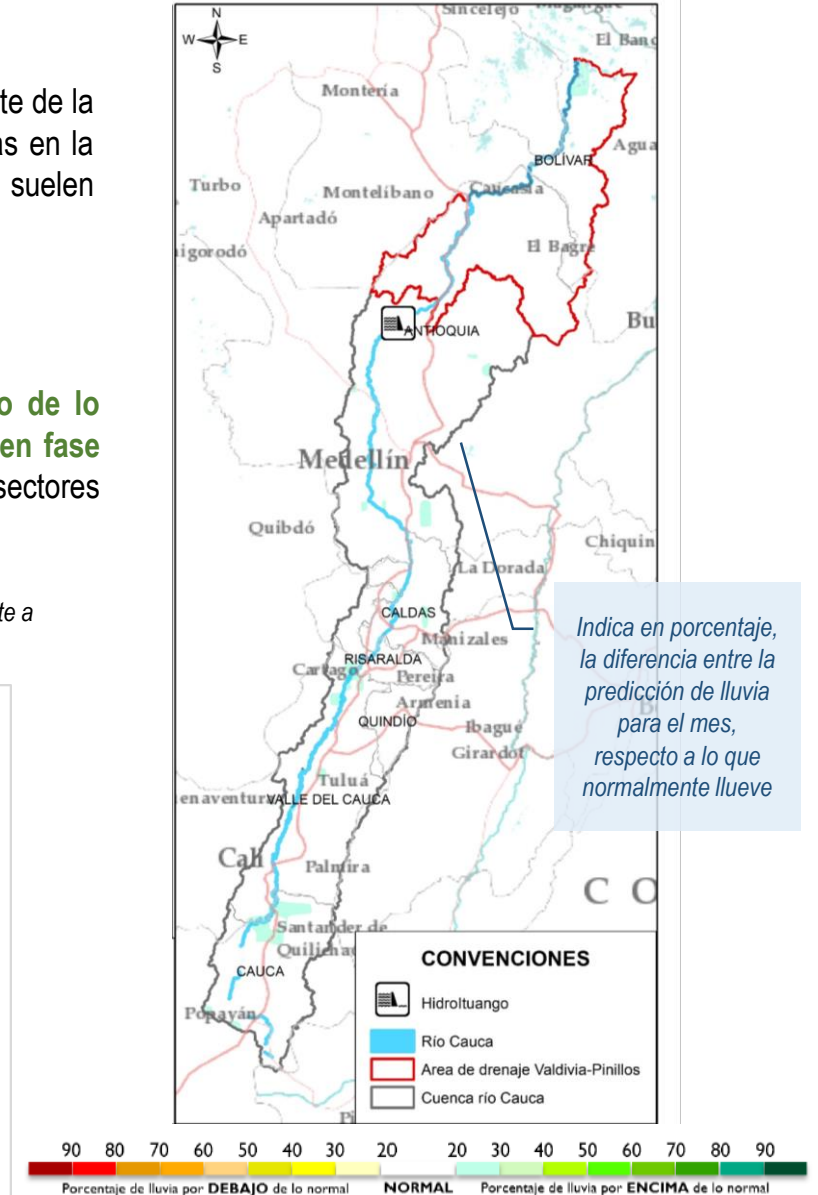 te de la
as en la
suelen
o de lo
en fase
sectores
te a
N
W E
S
Sincelejo
El Banc
Montería
BOLÍVAR
Agua
Turbo
Montelíbano
Caucasia
Apartadó
El Bagre
igorodó
Bu
ANTIOQUIA
Medellín
Quibdó
Chiquin
La Dorada
CALDAS
Manizales
RISARALDA
Cartago
Pereira
Armenia
QUINDÍO
Ibagué
Girardot
Tuluá
enaventura
VALLE DEL CAUCA
Cali
Palmira
C O
Santander de
Quilicha
CAUCA
Popayán
Indica en porcentaje,
la diferencia entre la
predicción de lluvia
para el mes,
respecto a lo que
normalmente llueve
CONVENCIONES
HidroItuango
Río Cauca
Area de drenaje Valdivia-Pinillos
Cuenca río Cauca
90 80 70 60 50 40 30 20 20 30 40 50 60 70 80 90
Porcentaje de lluvia por DEBAJO de lo normal NORMAL Porcentaje de lluvia por ENCIMA de lo normal